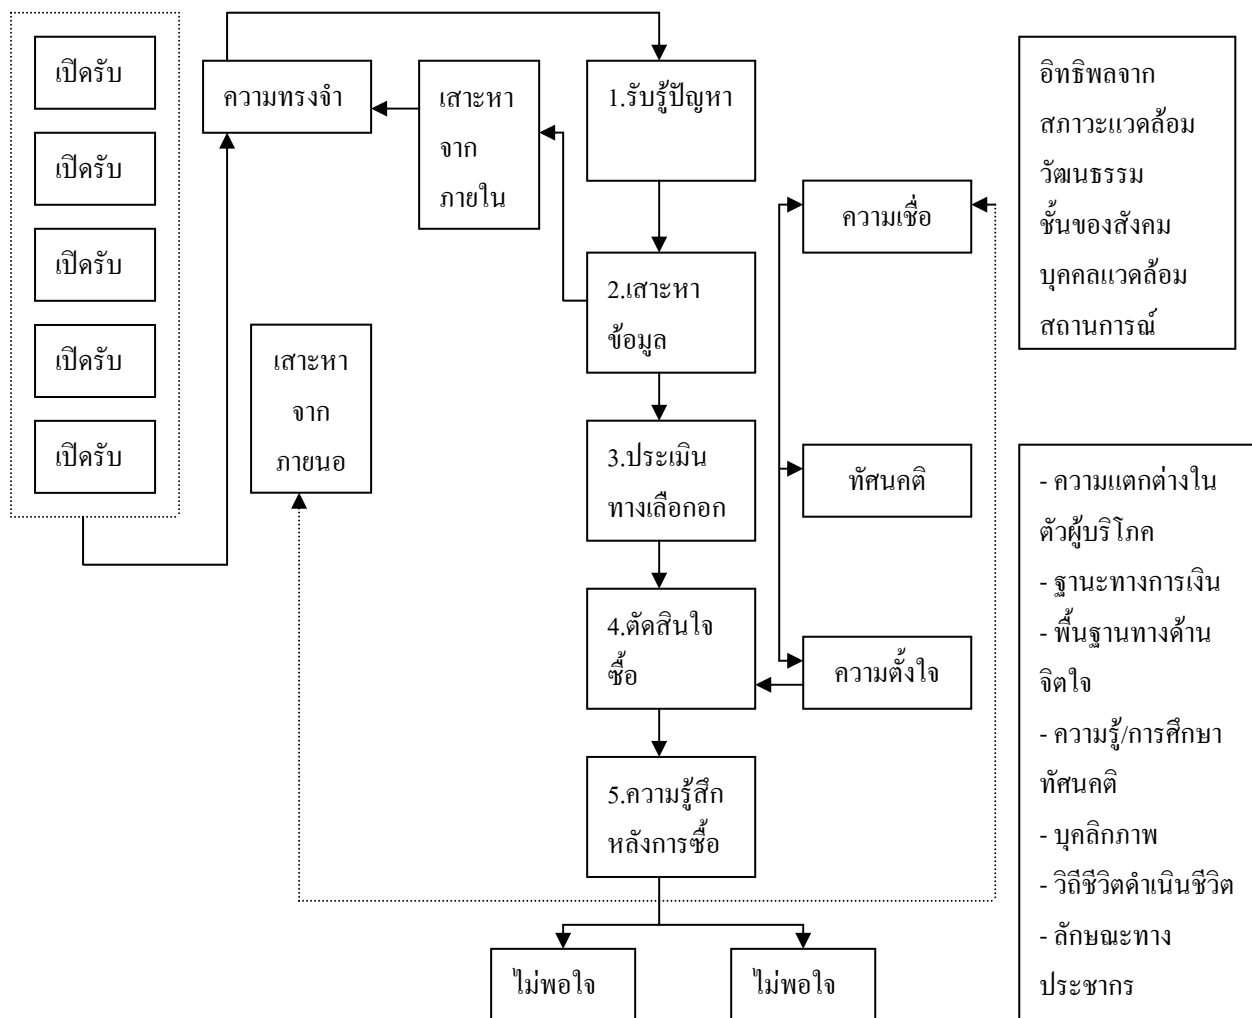 เปิดรับ
เปิดรับ
เปิดรับ
เปิดรับ
เปิดรับ
ความทรงจำ
เสาะหา
จาก
ภายใน
เสาะหา
จาก
ภายนอ
1.รับรู้ปัญหา
2.เสาะหา
ข้อมูล
3.ประเมิน
ทางเลือกอก
4.ตัดสินใจ
ซื้อ
5.ความรู้สึก
หลังการซื้อ
ไม่พอใจ
ไม่พอใจ
ความเชื่อ
ทัศนคติ
ความตั้งใจ
อิทธิพลจาก
สภาวะแวดล้อม
วัฒนธรรม
ชั้นของสังคม
บุคคลแวดล้อม
สถานการณ์
- ความแตกต่างใน
ตัวผู้บริโภค
- ฐานะทางการเงิน
- พื้นฐานทางด้าน
จิตใจ
- ความรู้/การศึกษา
ทัศนคติ
- บุคลิกภาพ
- วิถีชีวิตดำเนินชีวิต
- ลักษณะทาง
ประชากร